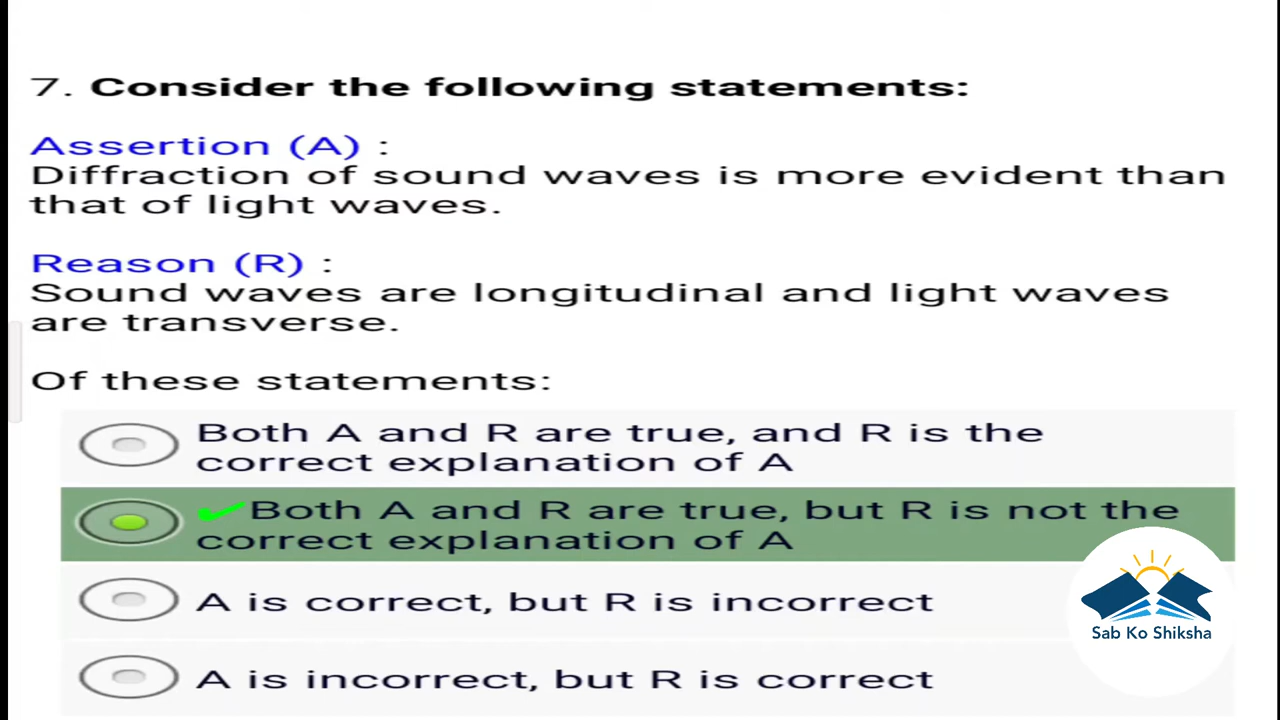 7. Consider the following statements:
Assertion (A) :
Diffraction of sound waves is more evident than
that of light waves.
Reason (R) :
Sound waves are longitudinal and light waves
are transverse.
Of these statements:
Both A and R are true, and R is the
correct explanation of A
✔Both A and R are true, but R is not the
correct explanation of A
A is correct, but R is incorrect
A is incorrect, but R is correct
Sab Ko Shiksha